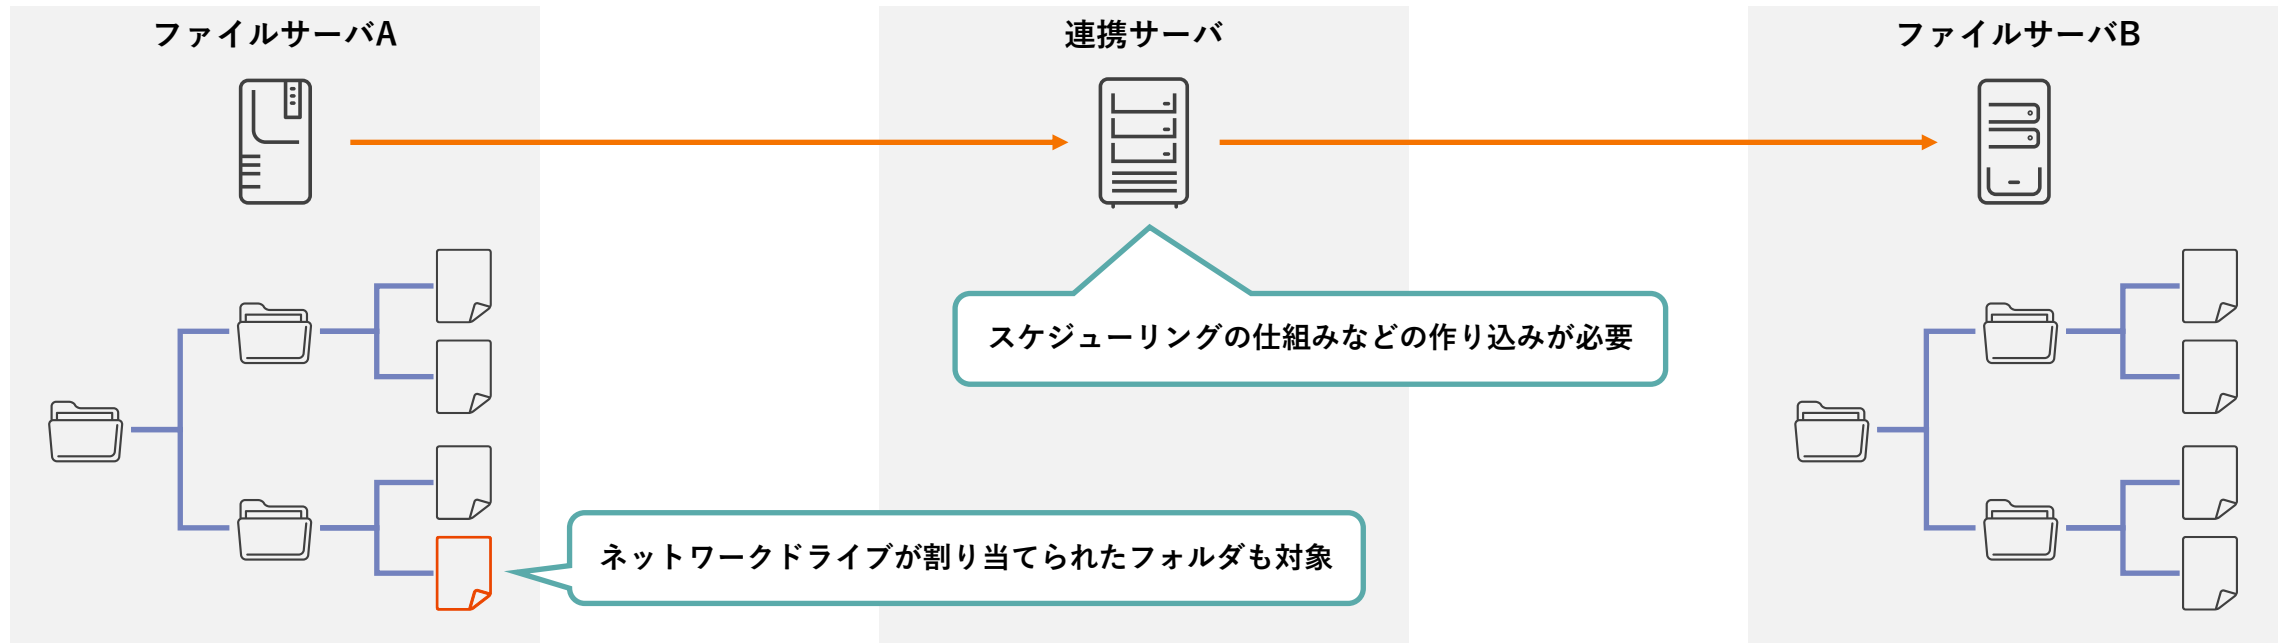 ファイルサーバA
連携サーバ
ファイルサーバB
スケジューリングの仕組みなどの作り込みが必要
ネットワークドライブが割り当てられたフォルダも対象